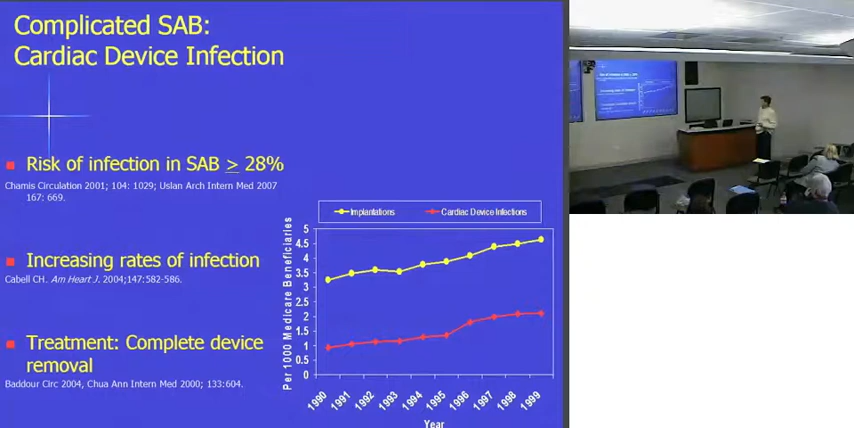 Complicated SAB:
Cardiac Device Infection
Risk of infection in SAB > 28%
Chamis Circulation 2001; 104: 1029; Uslan Arch Intern Med 2007
167: 669.
Increasing rates of infection
Cabell CH. Am Heart J. 2004;147:582-586.
Treatment: Complete device
removal
Baddour Circ 2004, Chua Ann Intern Med 2000; 133:604.
Implantations
Cardiac Device Infections
Per 1000 Medicare Beneficiaries
5
4.5
4
3.5
3
2.5
2
1.5
1
0.5
0
1990
1991
1992
1993
1994
1995
1996
1997
1998
1999
Year